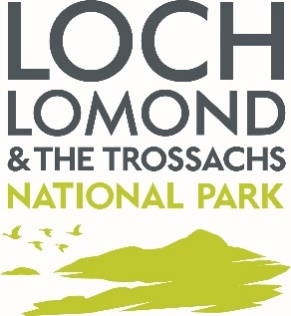 LOCH
LOMOND
& THE TROSSACHS
NATIONAL PARK